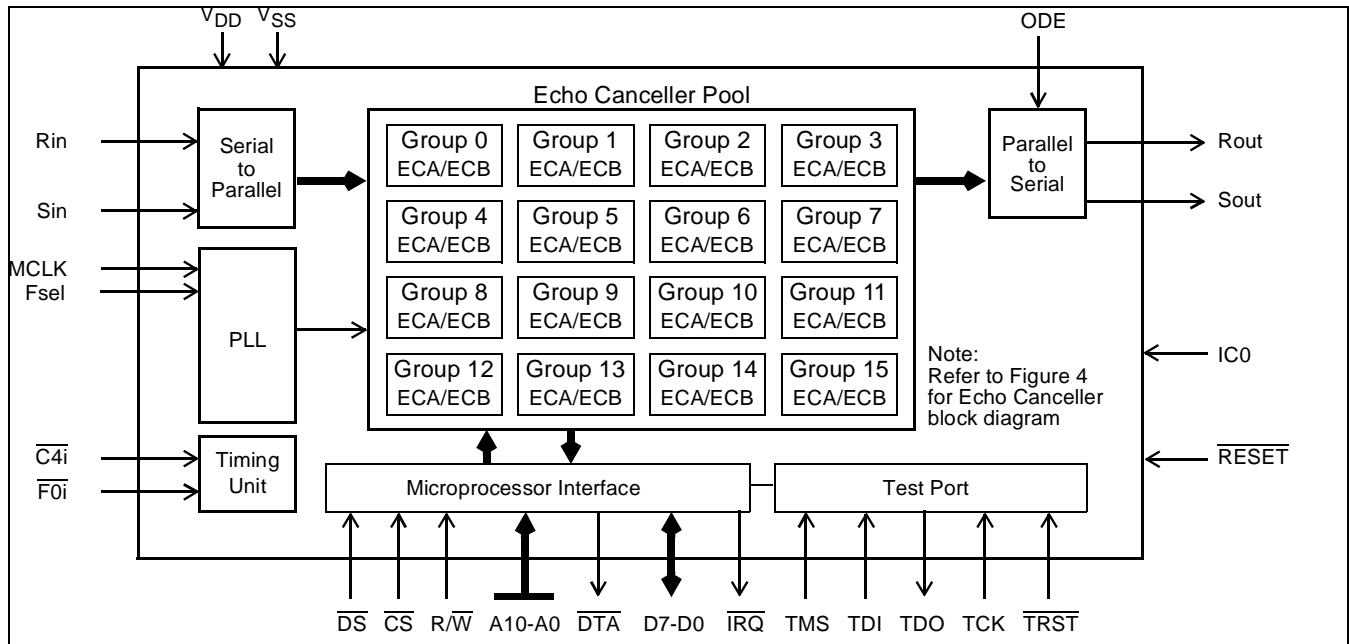 VDD VSS ODE
Echo Canceller Pool
Rin
Sin
MCLK
Fsel
C4i
F0i
Serial
to
Parallel
PLL
Timing
Unit
Group 0
ECA/ECB
Group 1
ECA/ECB
Group 2
ECA/ECB
Group 3
ECA/ECB
Group 4
ECA/ECB
Group 5
ECA/ECB
Group 6
ECA/ECB
Group 7
ECA/ECB
Group 8
ECA/ECB
Group 9
ECA/ECB
Group 10
ECA/ECB
Group 11
ECA/ECB
Group 12
ECA/ECB
Group 13
ECA/ECB
Group 14
ECA/ECB
Group 15
ECA/ECB
Parallel
to
Serial
Rout
Sout
Note:
Refer to Figure 4
for Echo Canceller
block diagram
IC0
RESET
Microprocessor Interface
Test Port
DS CS R/W A10-A0 DTA D7-D0 IRQ TMS TDI TDO TCK TRST